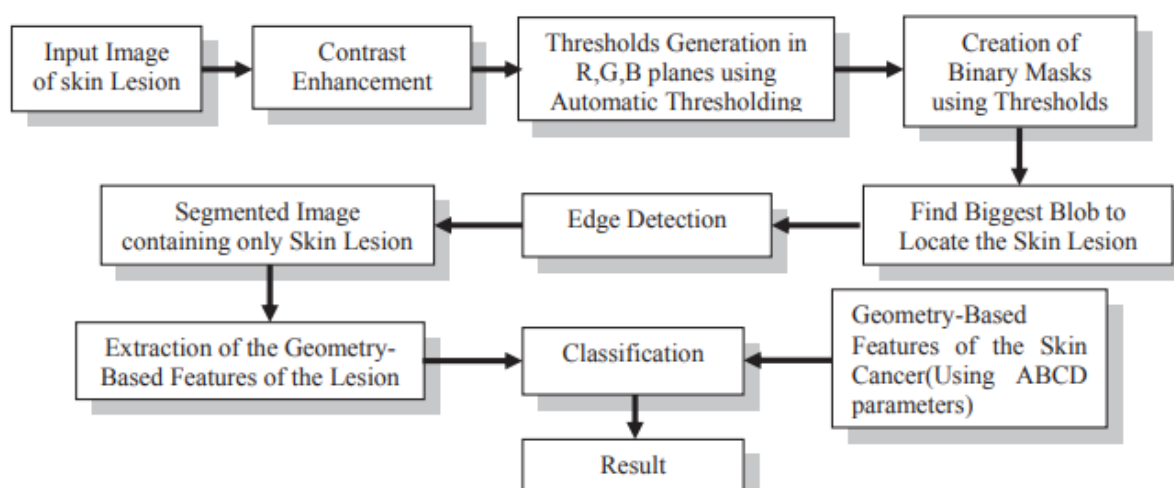 Input Image
of skin Lesion
Contrast
Enhancement
Thresholds Generation in
R,G,B planes using
Automatic Thresholding
Creation of
Binary Masks
using Thresholds
Segmented Image
containing only Skin Lesion
Edge Detection
Find Biggest Blob to
Locate the Skin Lesion
Extraction of the Geometry-
Based Features of the Lesion
Classification
Geometry-Based
Features of the Skin
Cancer(Using ABCD
parameters)
Result